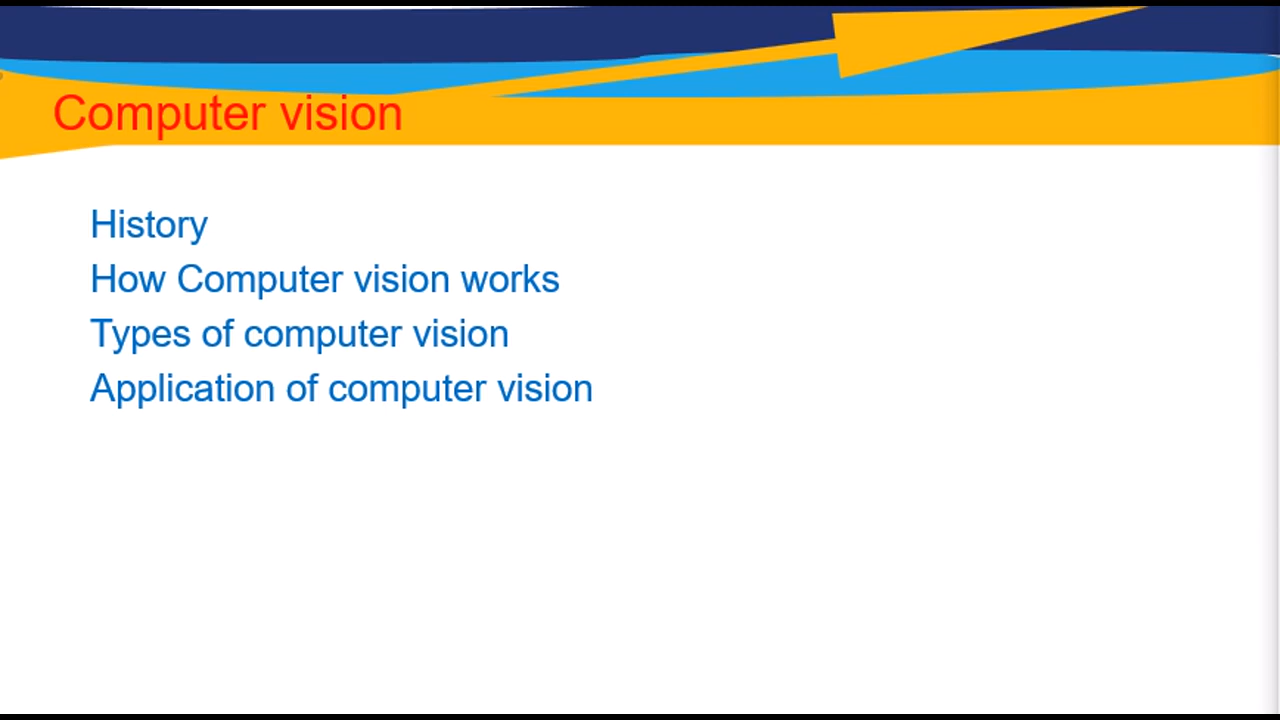 Computer vision
History
How Computer vision works
Types of computer vision
Application of computer vision